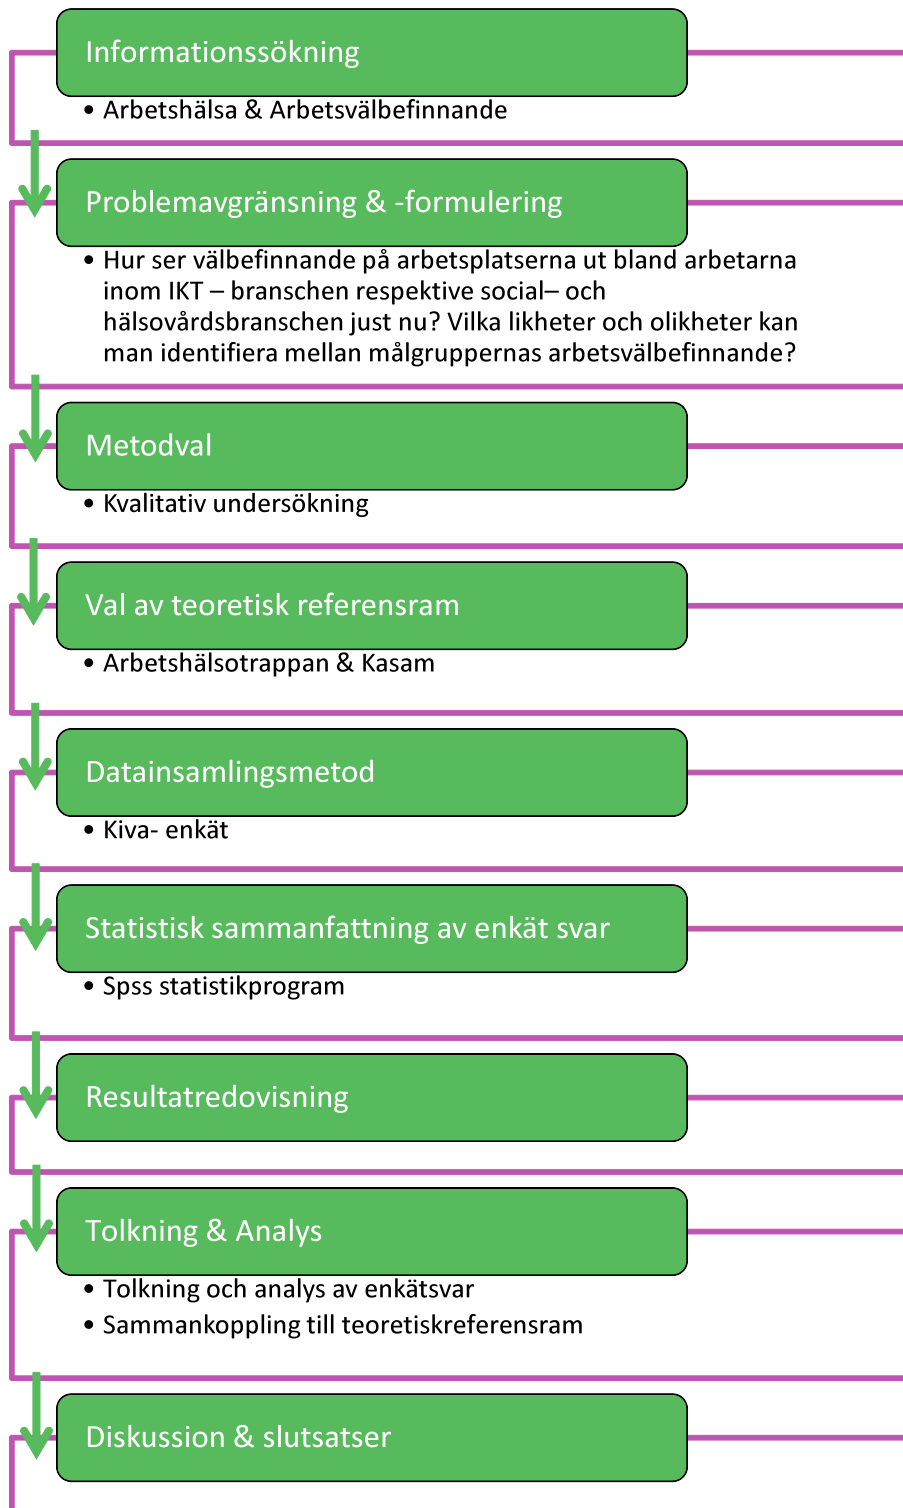 Informationssökning
• Arbetshälsa & Arbetsvälbefinnande
Problemavgränsning & -formulering
• Hur ser välbefinnande på arbetsplatserna ut bland arbetarna
inom IKT – branschen respektive social– och
hälsovårdsbranschen just nu? Vilka likheter och olikheter kan
man identifiera mellan målgruppernas arbetsvälbefinnande?
Metodval
• Kvalitativ undersökning
Val av teoretisk referensram
• Arbetshälsotrappan & Kasam
Datainsamlingsmetod
• Kiva- enkät
Statistisk sammanfattning av enkät svar
• Spss statistikprogram
Resultatredovisning
Tolkning & Analys
• Tolkning och analys av enkätsvar
• Sammankoppling till teoretiskreferensram
Diskussion & slutsatser